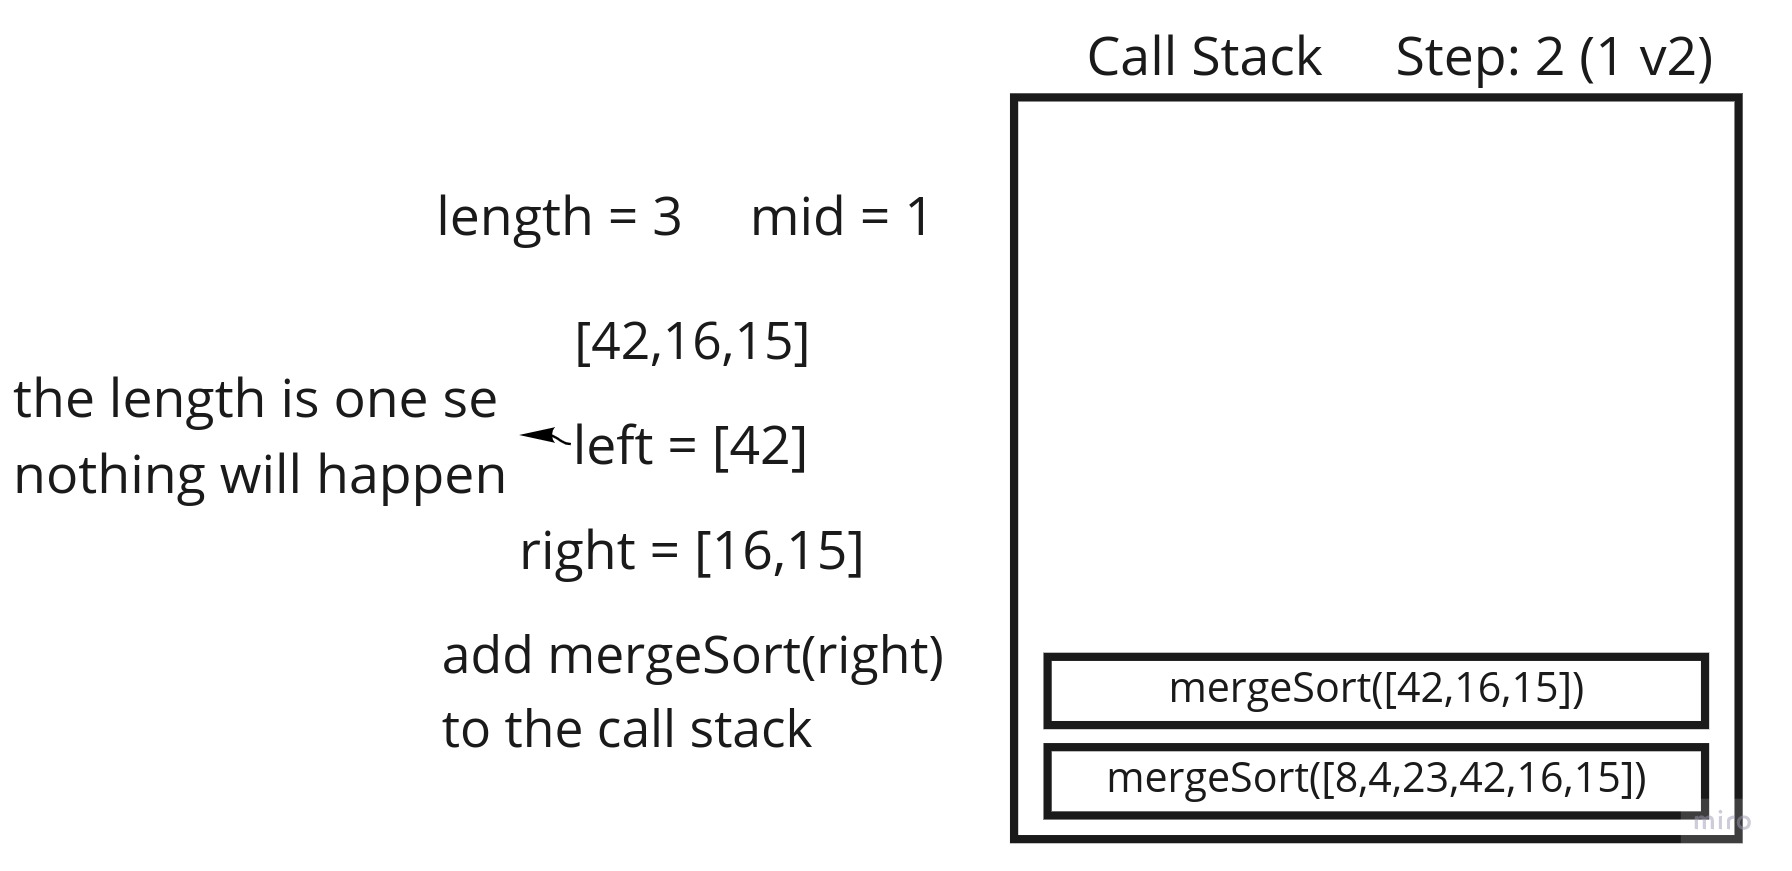 Call Stack Step: 2 (1 v2)
length = 3 mid = 1
[42,16,15]
the length is one se
nothing will happen
left = [42]
right = [16,15]
add mergeSort(right)
to the call stack
mergeSort([42,16,15])
mergeSort([8,4,23,42,16,15])
miro